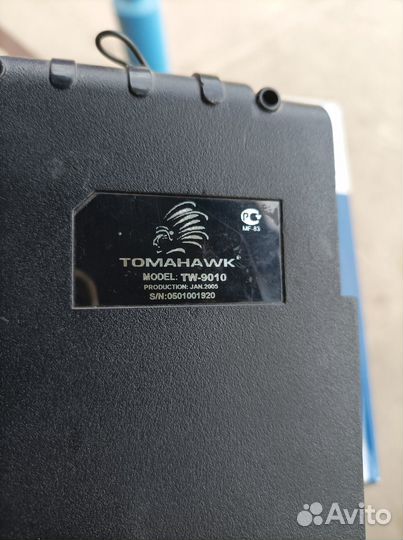 TOMAHAWK®
MODEL: TW-9010
PRODUCTION: JAN.2005
S/N:0501001920
MF-83
Avito